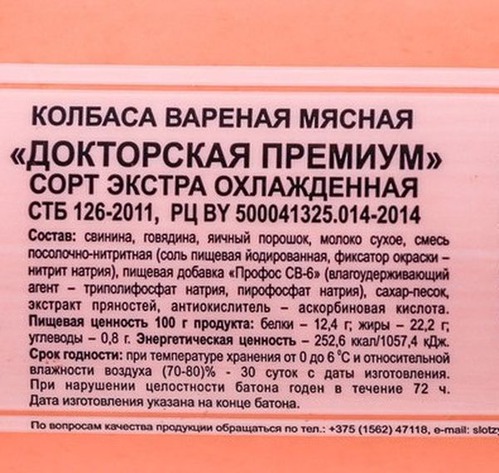 КОЛБАСА ВАРЕНАЯ МЯСНАЯ
«ДОКТОРСКАЯ ПРЕМИУМ»
СОРТ ЭКСТРА ОХЛАЖДЕННАЯ
СТБ 126-2011, РЦ BY 500041325.014-2014
Состав: свинина, говядина, яичный порошок, молоко сухое, смесь
посолочно-нитритная (соль пищевая йодированная, фиксатор окраски –
нитрит натрия), пищевая добавка «Профос СВ-6» (влагоудерживающий
агент – триполифосфат натрия, пирофосфат натрия), сахар-песок,
экстракт пряностей, антиокислитель – аскорбиновая кислота.
Пищевая ценность 100 г продукта: белки – 12,4 г; жиры – 22,2 г;
углеводы – 0,8 г. Энергетическая ценность – 252,6 ккал/1057,4 кДж.
Срок годности: при температуре хранения от 0 до 6 °С и относительной
влажности воздуха (70-80)% - 30 суток с даты изготовления.
При нарушении целостности батона годен в течение 72 ч.
Дата изготовления указана на конце батона.
По вопросам качества продукции обращаться по тел.: +375 (1562) 47118, e-mail: slotzy